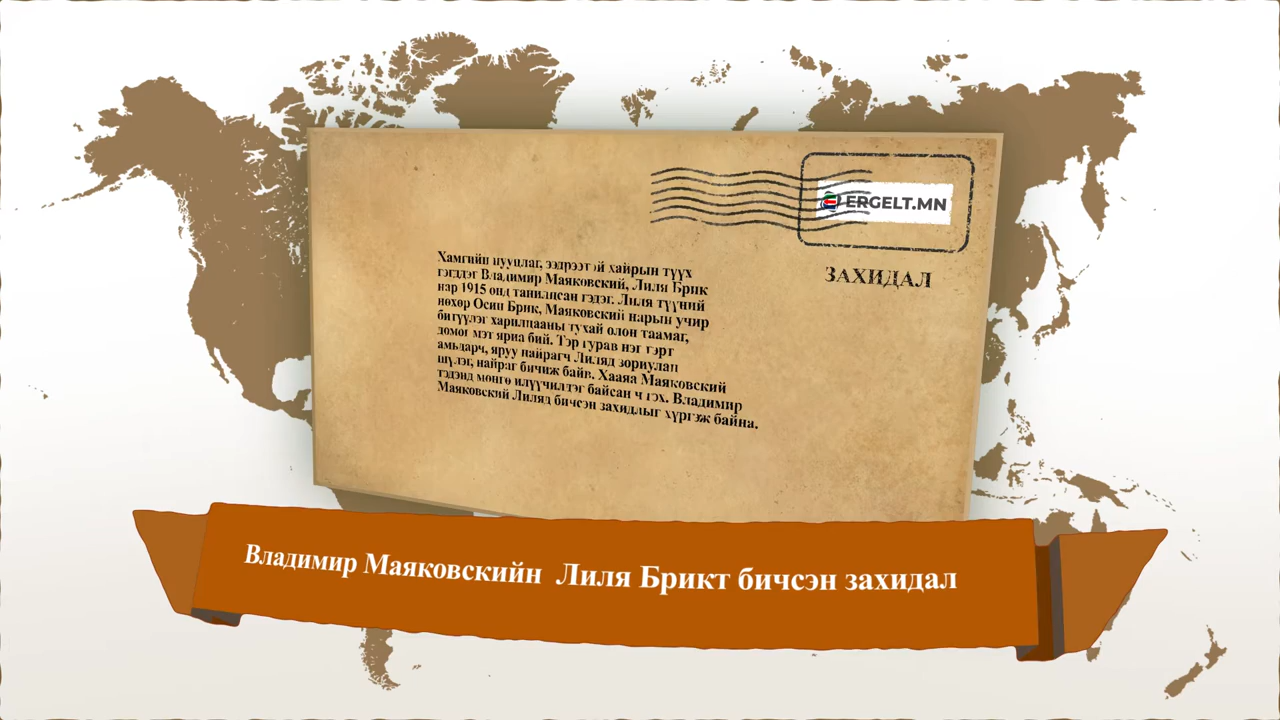 ERGELT.MN
ЗАХИДАЛ
Хамгийн нууцлаг, ээдрээтэй хайрын түүх
гэгддэг Владимир Маяковский, Лиля Брик
нар 1915 онд танилцсан гэдэг. Лиля түүний
нөхөр Осип Брик, Маяковский нарын учир
битүүлэг харилцааны тухай олон таамаг,
домог мэт яриа бий. Тэр гурав нэг гэрт
амьдарч, яруу найрагч Лиляд зориулан
шүлэг, найраг бичиж байв. Хааяа Маяковский
тэдэнд мөнгө илүүчилдэг байсан ч гэх. Владимир
Маяковский Лиляд бичсэн захидлыг хүргэж байна.
Владимир Маяковскийн Лиля Брикт бичсэн захидал